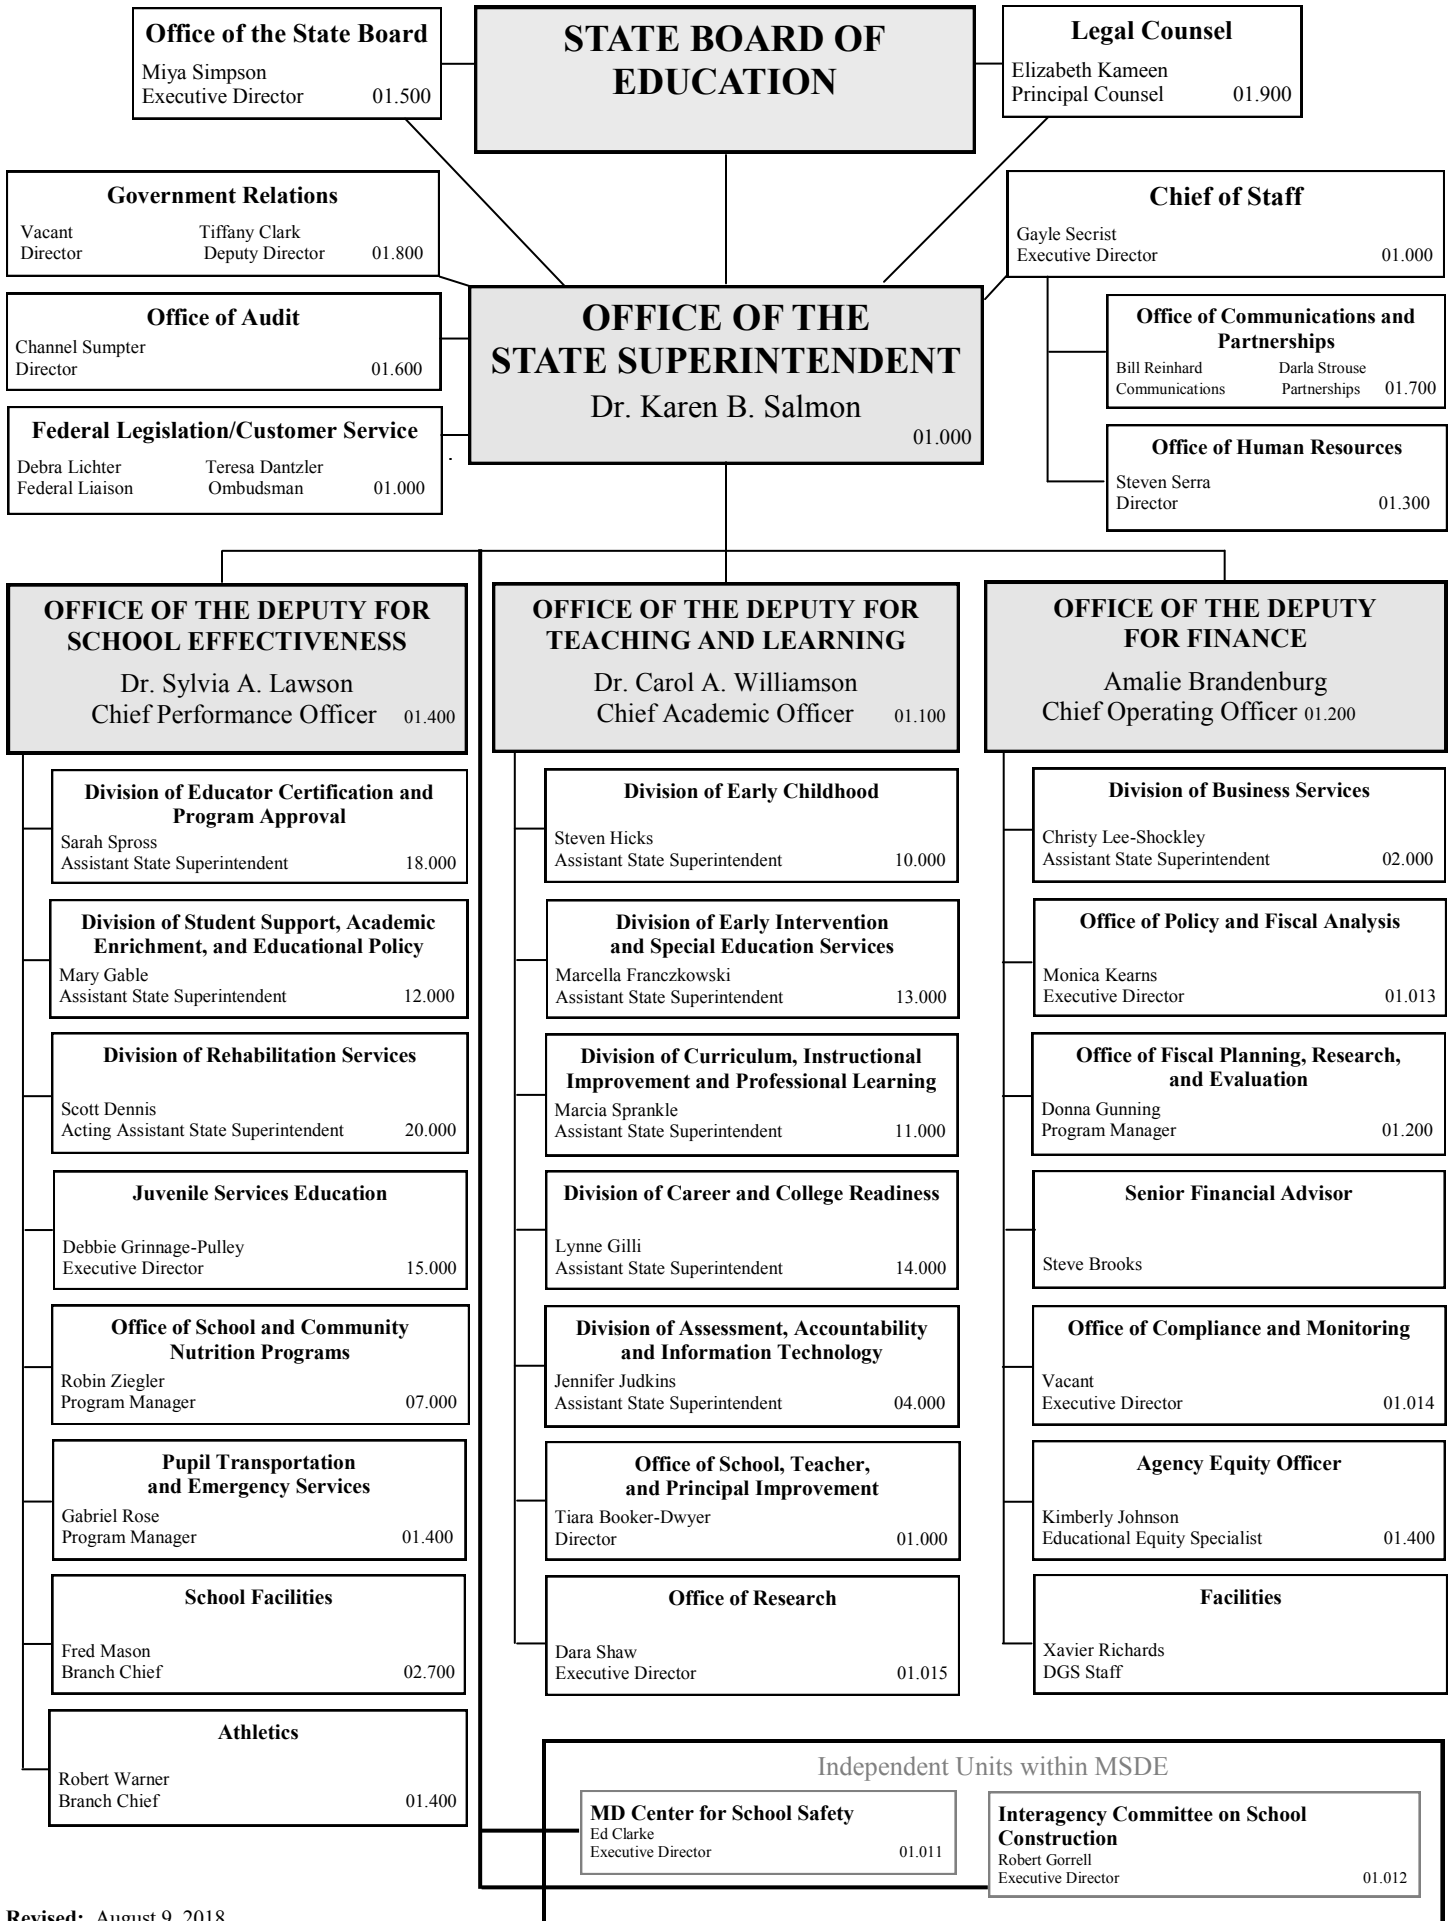 Office of the State Board
Miya Simpson
Executive Director 01.500
STATE BOARD OF
EDUCATION
Legal Counsel
Elizabeth Kameen
Principal Counsel 01.900
Government Relations
Vacant Tiffany Clark
Director Deputy Director 01.800
Chief of Staff
Gayle Secrist
Executive Director 01.000
Office of Audit
Channel Sumpter
Director 01.600
OFFICE OF THE
STATE SUPERINTENDENT
Dr. Karen B. Salmon
01.000
Office of Communications and
Partnerships
Bill Reinhard Darla Strouse
Communications Partnerships 01.700
Federal Legislation/Customer Service
Debra Lichter Teresa Dantzler
Federal Liaison Ombudsman 01.000
Office of Human Resources
Steven Serra
Director 01.300
OFFICE OF THE DEPUTY FOR
SCHOOL EFFECTIVENESS
Dr. Sylvia A. Lawson
Chief Performance Officer 01.400
Division of Educator Certification and
Program Approval
Sarah Spross
Assistant State Superintendent 18.000
Division of Student Support, Academic
Enrichment, and Educational Policy
Mary Gable
Assistant State Superintendent 12.000
Division of Rehabilitation Services
Scott Dennis
Acting Assistant State Superintendent 20.000
Juvenile Services Education
Debbie Grinnage-Pulley
Executive Director 15.000
Office of School and Community
Nutrition Programs
Robin Ziegler
Program Manager 07.000
Pupil Transportation
and Emergency Services
Gabriel Rose
Program Manager 01.400
School Facilities
Fred Mason
Branch Chief 02.700
Athletics
Robert Warner
Branch Chief 01.400
OFFICE OF THE DEPUTY FOR
TEACHING AND LEARNING
Dr. Carol A. Williamson
Chief Academic Officer 01.100
Division of Early Childhood
Steven Hicks
Assistant State Superintendent 10.000
Division of Early Intervention
and Special Education Services
Marcella Franczkowski
Assistant State Superintendent 13.000
Division of Curriculum, Instructional
Improvement and Professional Learning
Marcia Sprankle
Assistant State Superintendent 11.000
Division of Career and College Readiness
Lynne Gilli
Assistant State Superintendent 14.000
Division of Assessment, Accountability
and Information Technology
Jennifer Judkins
Assistant State Superintendent 04.000
Office of School, Teacher,
and Principal Improvement
Tiara Booker-Dwyer
Director 01.000
Office of Research
Dara Shaw
Executive Director 01.015
OFFICE OF THE DEPUTY
FOR FINANCE
Amalie Brandenburg
Chief Operating Officer 01.200
Division of Business Services
Christy Lee-Shockley
Assistant State Superintendent 02.000
Office of Policy and Fiscal Analysis
Monica Kearns
Executive Director 01.013
Office of Fiscal Planning, Research,
and Evaluation
Donna Gunning
Program Manager 01.200
Senior Financial Advisor
Steve Brooks
Office of Compliance and Monitoring
Vacant
Executive Director 01.014
Agency Equity Officer
Kimberly Johnson
Educational Equity Specialist 01.400
Facilities
Xavier Richards
DGS Staff
Independent Units within MSDE
MD Center for School Safety
Ed Clarke
Executive Director 01.011
Interagency Committee on School
Construction
Robert Gorrell
Executive Director 01.012
Revised: August 9, 2018